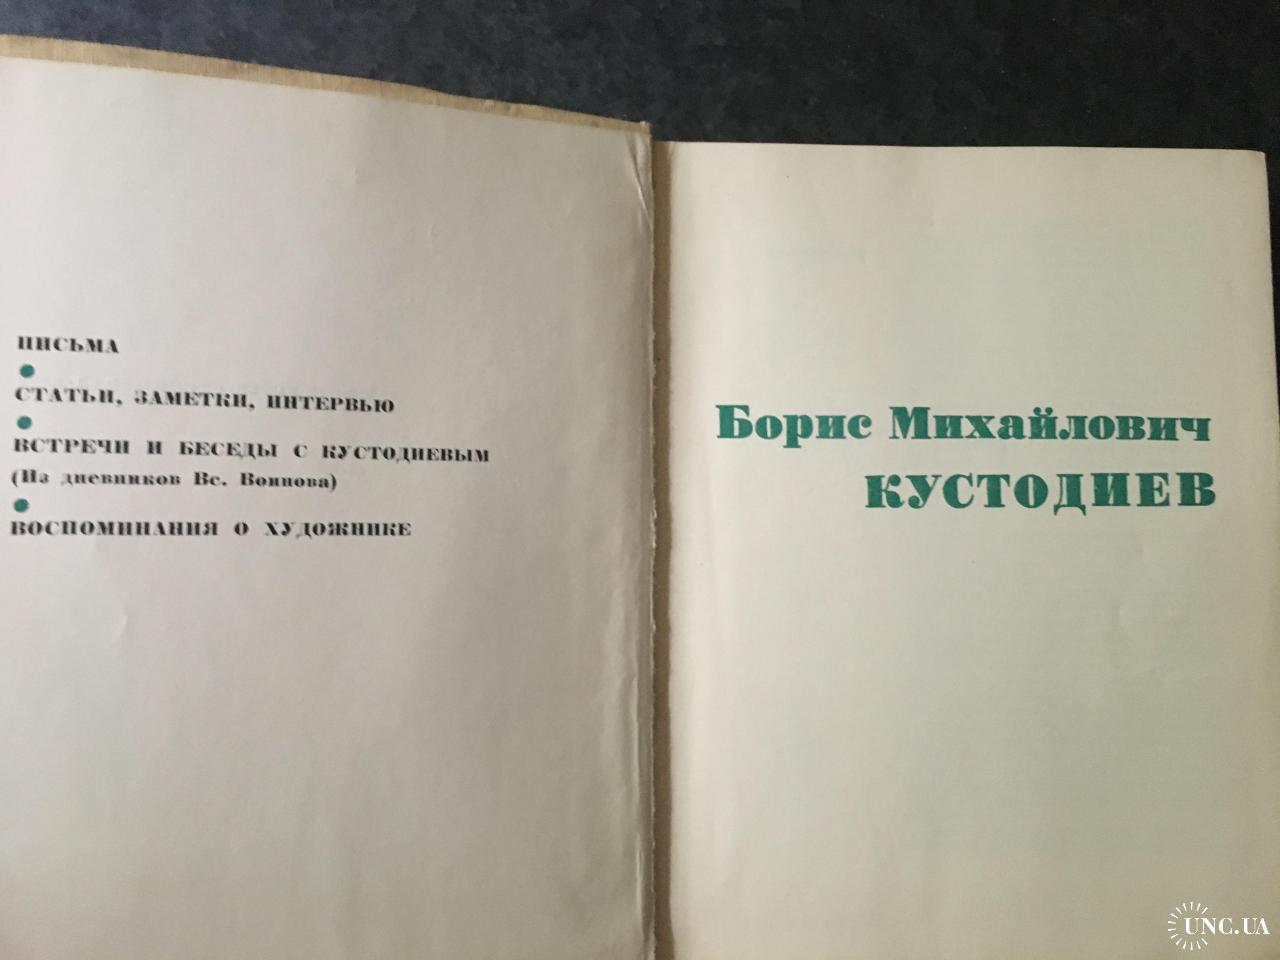 ПИСЬМА
СТАТЬИ, ЗАМЕТКИ, ИНТЕРВЬЮ
ВСТРЕЧИ И БЕСЕДЫ С КУСТОДИЕВЫМ
(Из дневников Вс. Воинова)
ВОСПОМИНАНИЯ О ХУДОЖНИКЕ
Борис Михайлович
КУСТОДИЕВ
UNC.UA